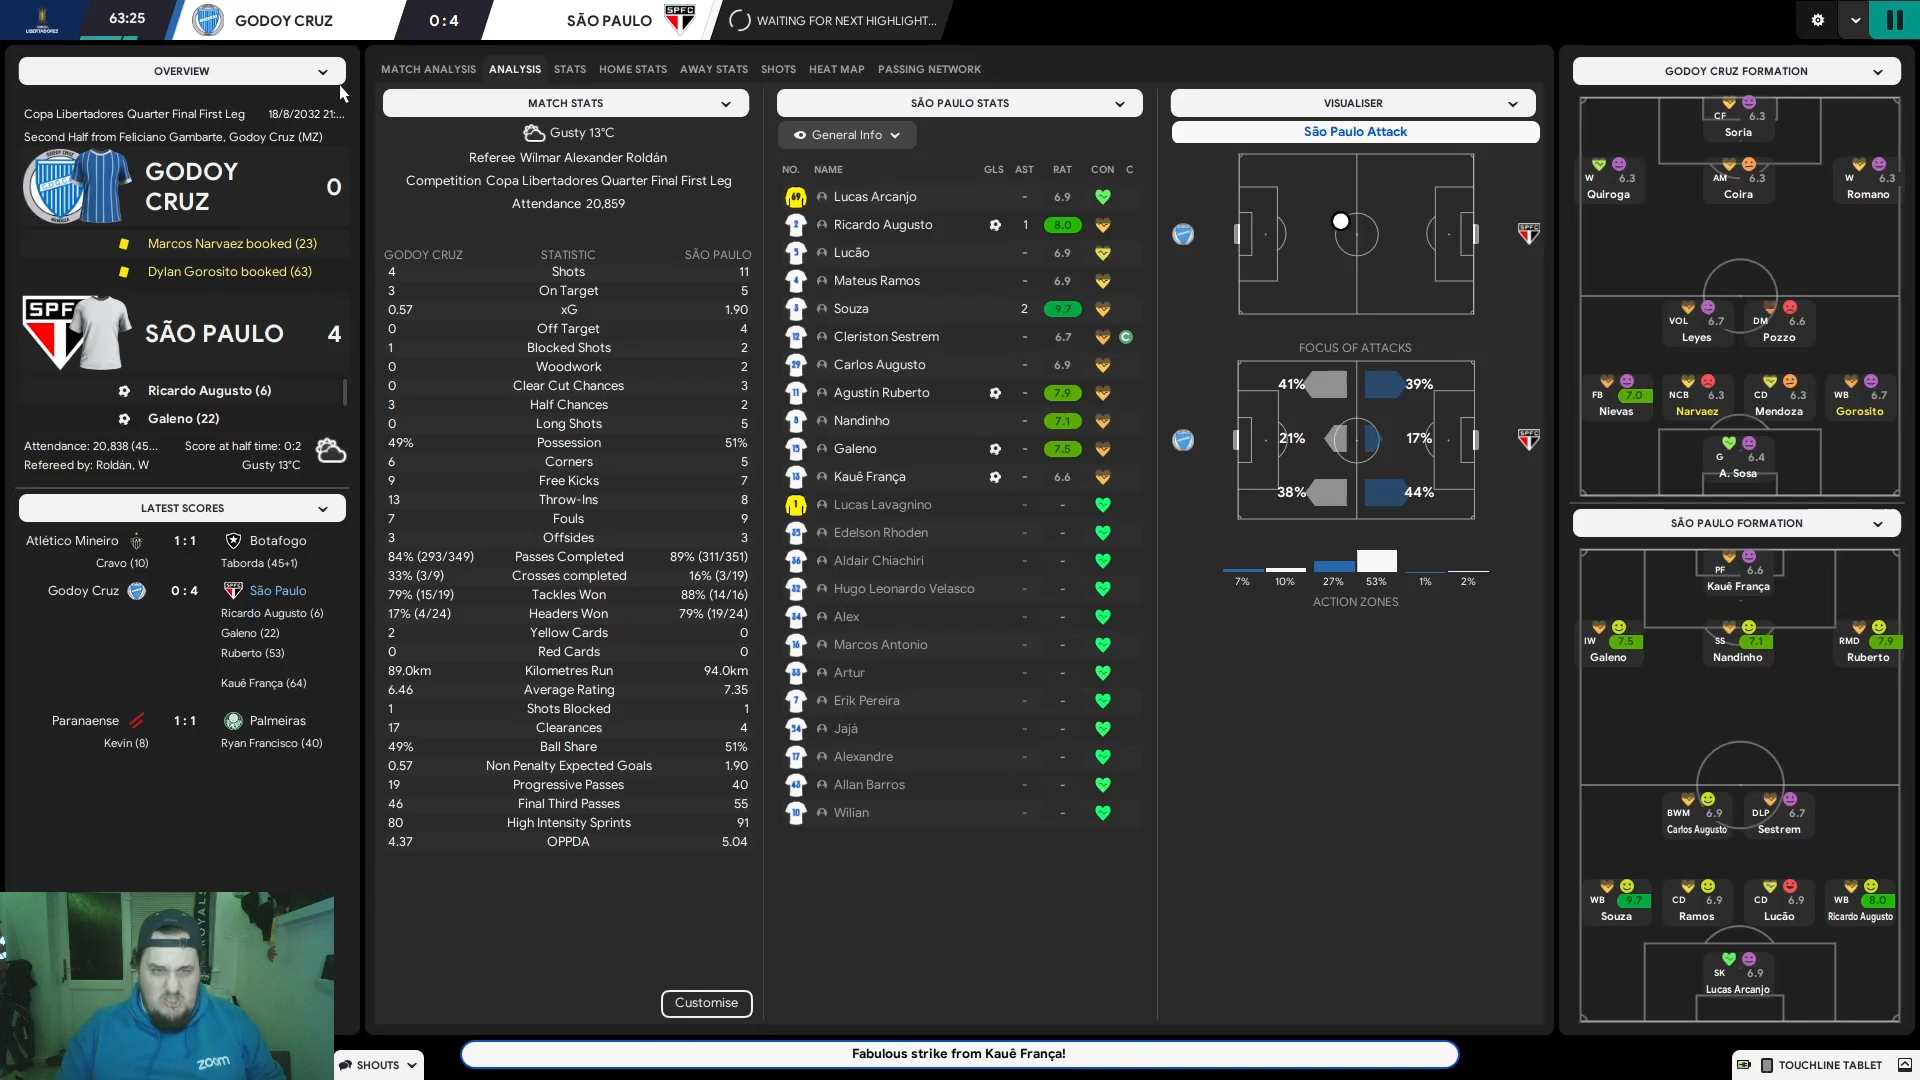 63:25
GODOY CRUZ
0 : 4
SÃO PAULO
WAITING FOR NEXT HIGHLIGHT...
OVERVIEW
Copa Libertadores Quarter Final First Leg 18/8/2032 21:...
Second Half from Feliciano Gambarte, Godoy Cruz (MZ)
GODOY CRUZ 0
Marcos Narvaez booked (23)
Dylan Gorosito booked (63)
SPF
SÃO PAULO 4
Ricardo Augusto (6)
Galeno (22)
Attendance: 20,838 (45... Score at half time: 0:2
Refereed by: Roldán, W Gusty 13°C
LATEST SCORES
Atlético Mineiro 1 : 1 Botafogo
Cravo (10) Taborda (45+1)
Godoy Cruz 0 : 4 São Paulo
Ricardo Augusto (6)
Galeno (22)
Ruberto (53)
Kauê França (64)
Paranaense 1 : 1 Palmeiras
Kevin (8) Ryan Francisco (40)
zoom
SHOUTS
MATCH ANALYSIS ANALYSIS STATS HOME STATS AWAY STATS SHOTS HEAT MAP PASSING NETWORK
MATCH STATS
Gusty 13°C
Referee Wilmar Alexander Roldán
Competition Copa Libertadores Quarter Final First Leg
Attendance 20,859
GODOY CRUZ STATISTIC SÃO PAULO
4 Shots 11
3 On Target 5
0.57 xG 1.90
0 Off Target 4
1 Blocked Shots 2
0 Woodwork 2
0 Clear Cut Chances 3
3 Half Chances 2
0 Long Shots 5
49% Possession 51%
6 Corners 5
9 Free Kicks 7
13 Throw-Ins 8
7 Fouls 9
3 Offsides 3
84% (293/349) Passes Completed 89% (311/351)
33% (3/9) Crosses completed 16% (3/19)
79% (15/19) Tackles Won 88% (14/16)
17% (4/24) Headers Won 79% (19/24)
2 Yellow Cards 0
0 Red Cards 0
89.0km Kilometres Run 94.0km
6.46 Average Rating 7.35
1 Shots Blocked 1
17 Clearances 4
49% Ball Share 51%
0.57 Non Penalty Expected Goals 1.90
19 Progressive Passes 40
46 Final Third Passes 55
80 High Intensity Sprints 91
4.37 OPPDA 5.04
Customise
SÃO PAULO STATS
General Info
NO. NAME GLS AST RAT CON C
Lucas Arcanjo - 6.9
2 Ricardo Augusto 1 8.0
Lucão - 6.9
4 Mateus Ramos - 6.9
Souza 2 9.7
12 Cleriston Sestrem - 6.7 C
29 Carlos Augusto - 6.9
11 Agustín Ruberto - 7.9
Nandinho - 7.1
15 Galeno - 7.5
13 Kauê França - 6.6
1 Lucas Lavagnino - -
Edelson Rhoden - -
Aldair Chiachiri - -
Hugo Leonardo Velasco - -
Alex - -
16 Marcos Antonio - -
Artur - -
7 Erik Pereira - -
Jajá - -
17 Alexandre - -
Allan Barros - -
10 Wilian - -
VISUALISER
São Paulo Attack
FOCUS OF ATTACKS
41% 39%
21% 17%
38% 44%
7% 10% 27% 53% 1% 2%
ACTION ZONES
Fabulous strike from Kauê França!
GODOY CRUZ FORMATION
CF 6.3
Soria
W 6.3 AM 6.3 W 6.3
Quiroga Coira Romano
VOL 6.7 DM 6.6
Leyes Pozzo
FB 7.0 NCB 6.3 CD 6.3 WB 6.7
Nievas Narvaez Mendoza Gorosito
G 6.4
A. Sosa
SÃO PAULO FORMATION
PF 6.6
Kauê França
IW 7.5 SS 7.1 RMD 7.9
Galeno Nandinho Ruberto
BWM 6.9 DLP 6.7
Carlos Augusto Sestrem
WB 9.7 CD 6.9 CD 6.9 WB 8.0
Souza Ramos Lucão Ricardo Augusto
SK 6.9
Lucas Arcanjo
TOUCHLINE TABLET